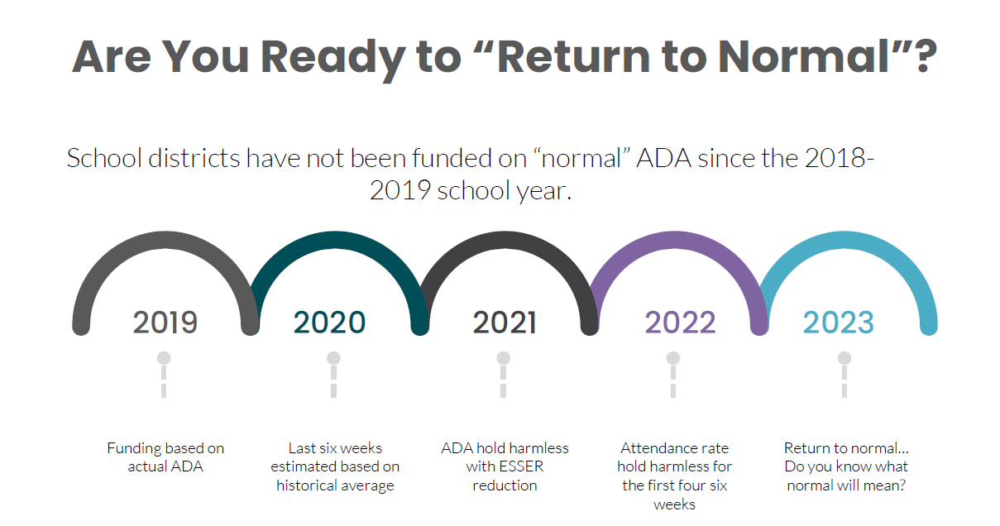 Are You Ready to “Return to Normal”?
School districts have not been funded on “normal” ADA since the 2018-
2019 school year.
2019
2020
2021
2022
2023
Funding based on
actual ADA
Last six weeks
estimated based on
historical average
ADA hold harmless
with ESSER
reduction
Attendance rate
hold harmless for
the first four six
weeks
Return to normal...
Do you know what
normal will mean?